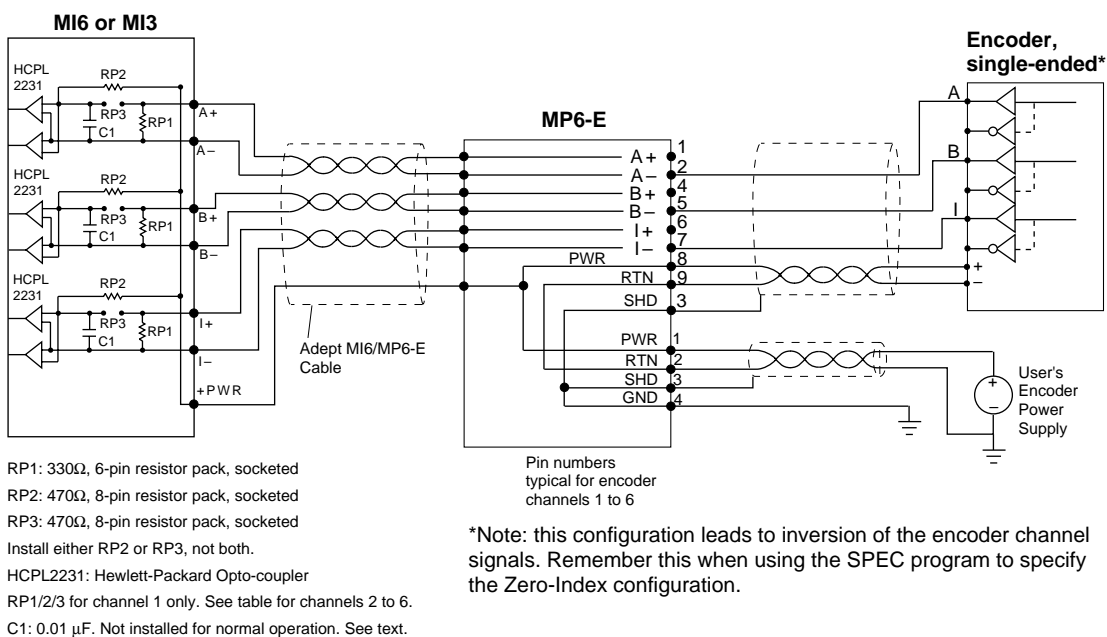 MI6 or MI3
HCPL
2231
RP2
RP3
C1
RP1
A+
A–
HCPL
2231
RP2
RP3
C1
RP1
B+
B–
HCPL
2231
RP2
RP3
C1
RP1
I+
I–
+PWR
Adept MI6/MP6-E
Cable
MP6-E
A+ 1
A– 2
B+ 4
B– 5
I+ 6
I– 7
PWR 8
RTN 9
SHD 3
PWR 1
RTN 2
SHD 3
GND 4
Pin numbers
typical for encoder
channels 1 to 6
Encoder,
single-ended*
A
B
I
+
–
+
–
User's
Encoder
Power
Supply
RP1: 330Ω, 6-pin resistor pack, socketed
RP2: 470Ω, 8-pin resistor pack, socketed
RP3: 470Ω, 8-pin resistor pack, socketed
Install either RP2 or RP3, not both.
HCPL2231: Hewlett-Packard Opto-coupler
RP1/2/3 for channel 1 only. See table for channels 2 to 6.
C1: 0.01 μF. Not installed for normal operation. See text.
*Note: this configuration leads to inversion of the encoder channel
signals. Remember this when using the SPEC program to specify
the Zero-Index configuration.